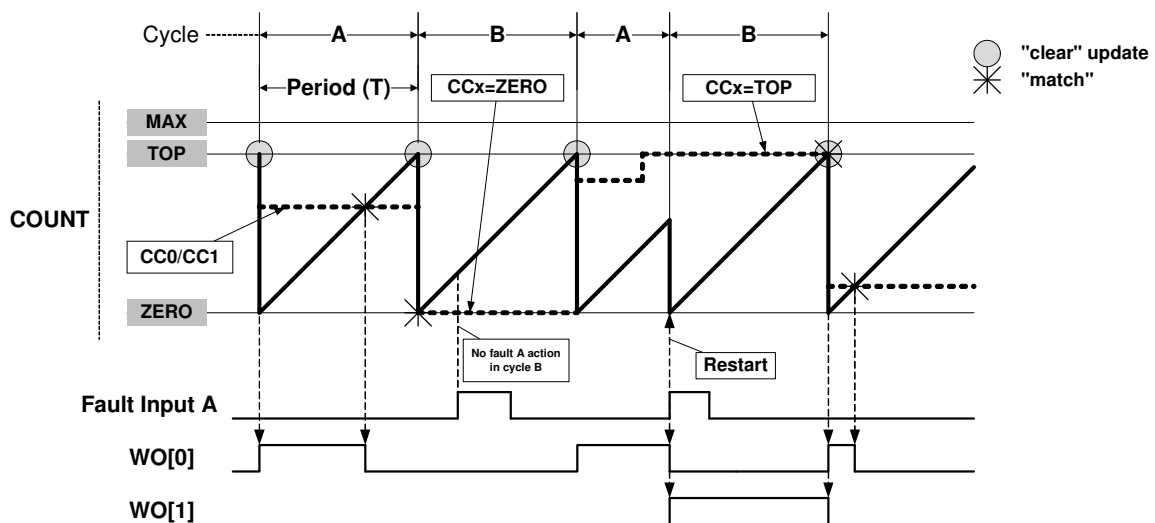 Cycle
A
B
A
B
"clear" update
"match"
Period (T)
CCx=ZERO
CCx=TOP
MAX
TOP
COUNT
CC0/CC1
ZERO
No fault A action
in cycle B
Restart
Fault Input A
WO[0]
WO[1]